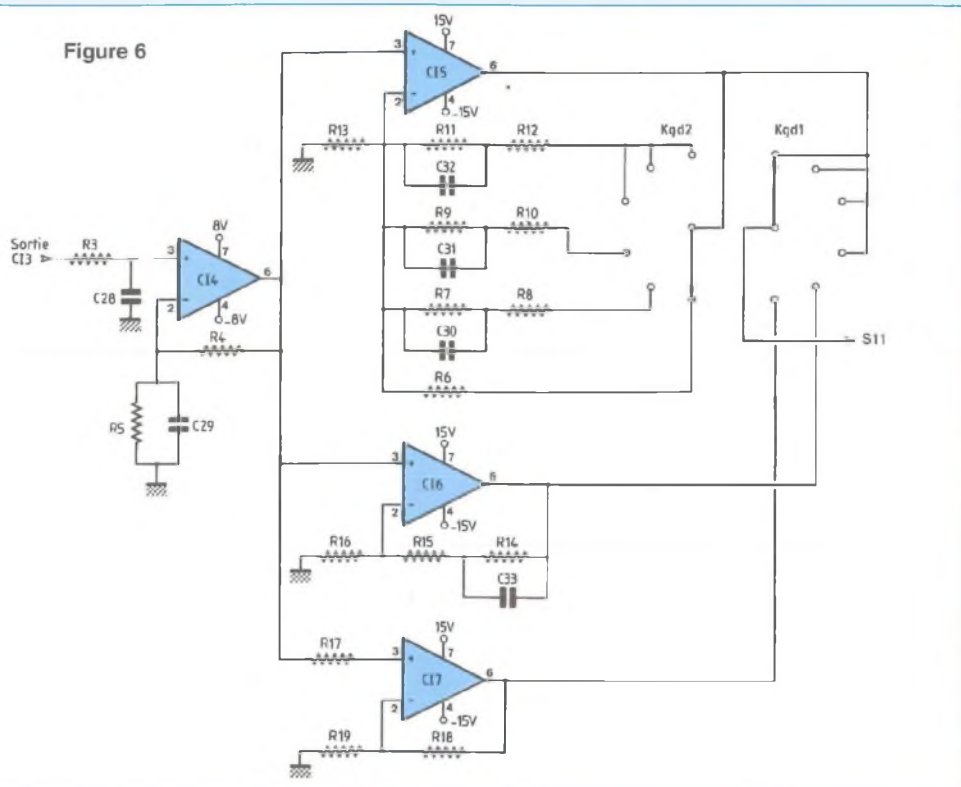 Figure 6
15V
3
+
7
CI5
6
-
2
4
-15V
R13
R11
R12
Kgd2
Kgd1
C32
R9
R10
Sortie
CI3
R3
8V
3
+
7
CI4
6
C31
C28
-
2
4
-8V
R7
R8
R4
C30
S11
R6
R5
C29
15V
3
+
7
CI6
6
-
2
4
-15V
R16
R15
R14
C33
15V
R17
3
+
7
CI7
6
-
2
4
-15V
R19
R18